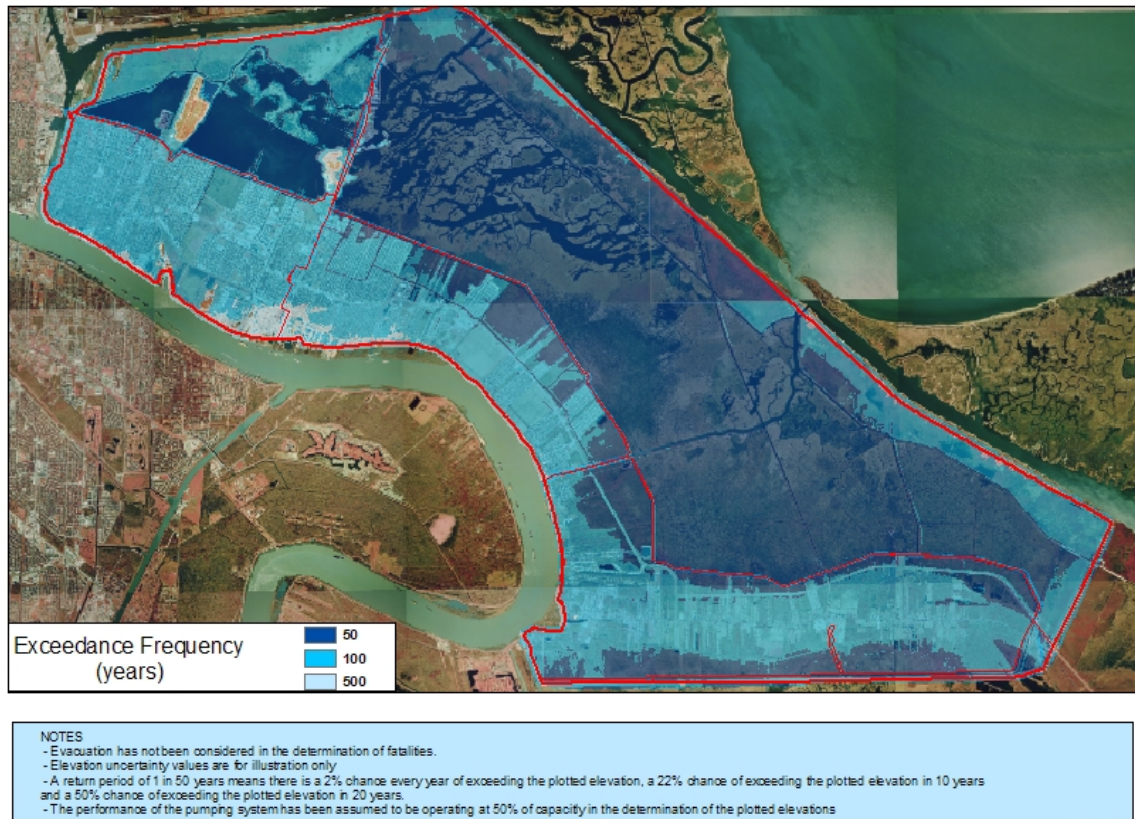 Exceedance Frequency
(years)
50
100
500
NOTES
- Evacuation has not been considered in the determination of fatalities.
- Elevation uncertainty values are for illustration only
- A return period of 1 in 50 years means there is a 2% chance every year of exceeding the plotted elevation, a 22% chance of exceeding the plotted elevation in 10 years
and a 50% chance of exceeding the plotted elevation in 20 years.
- The performance of the pumping system has been assumed to be operating at 50% of capacity in the determination of the plotted elevations